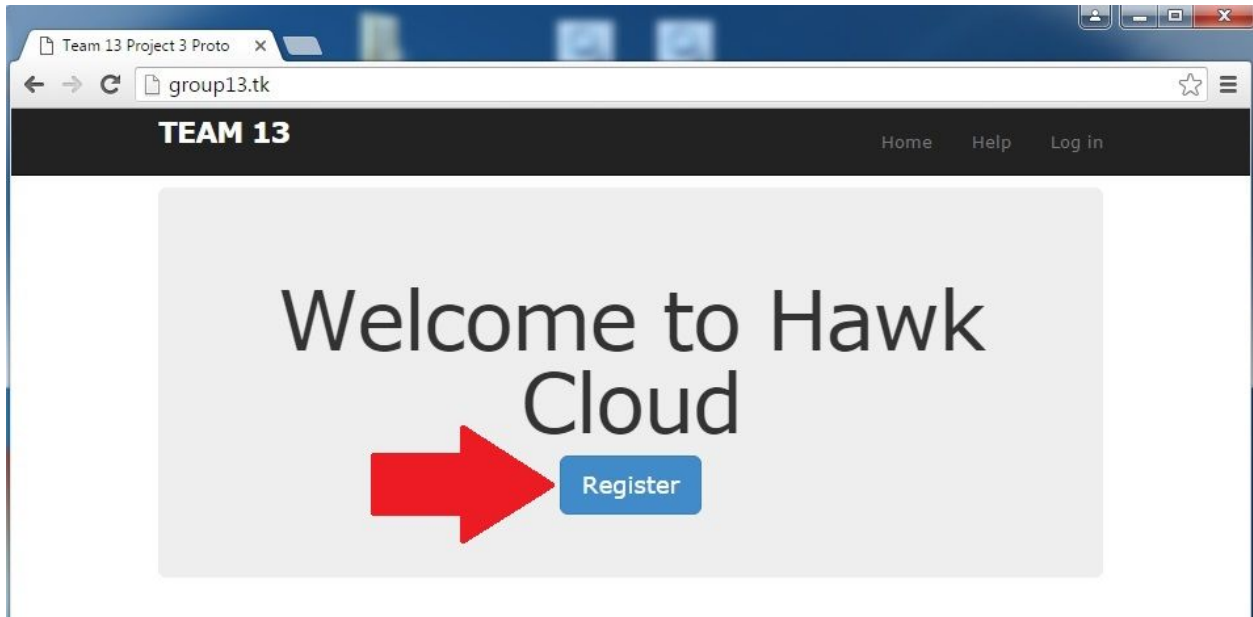 Team 13 Project 3 Proto
group13.tk
TEAM 13
Home Help Log in
Welcome to Hawk
Cloud
Register